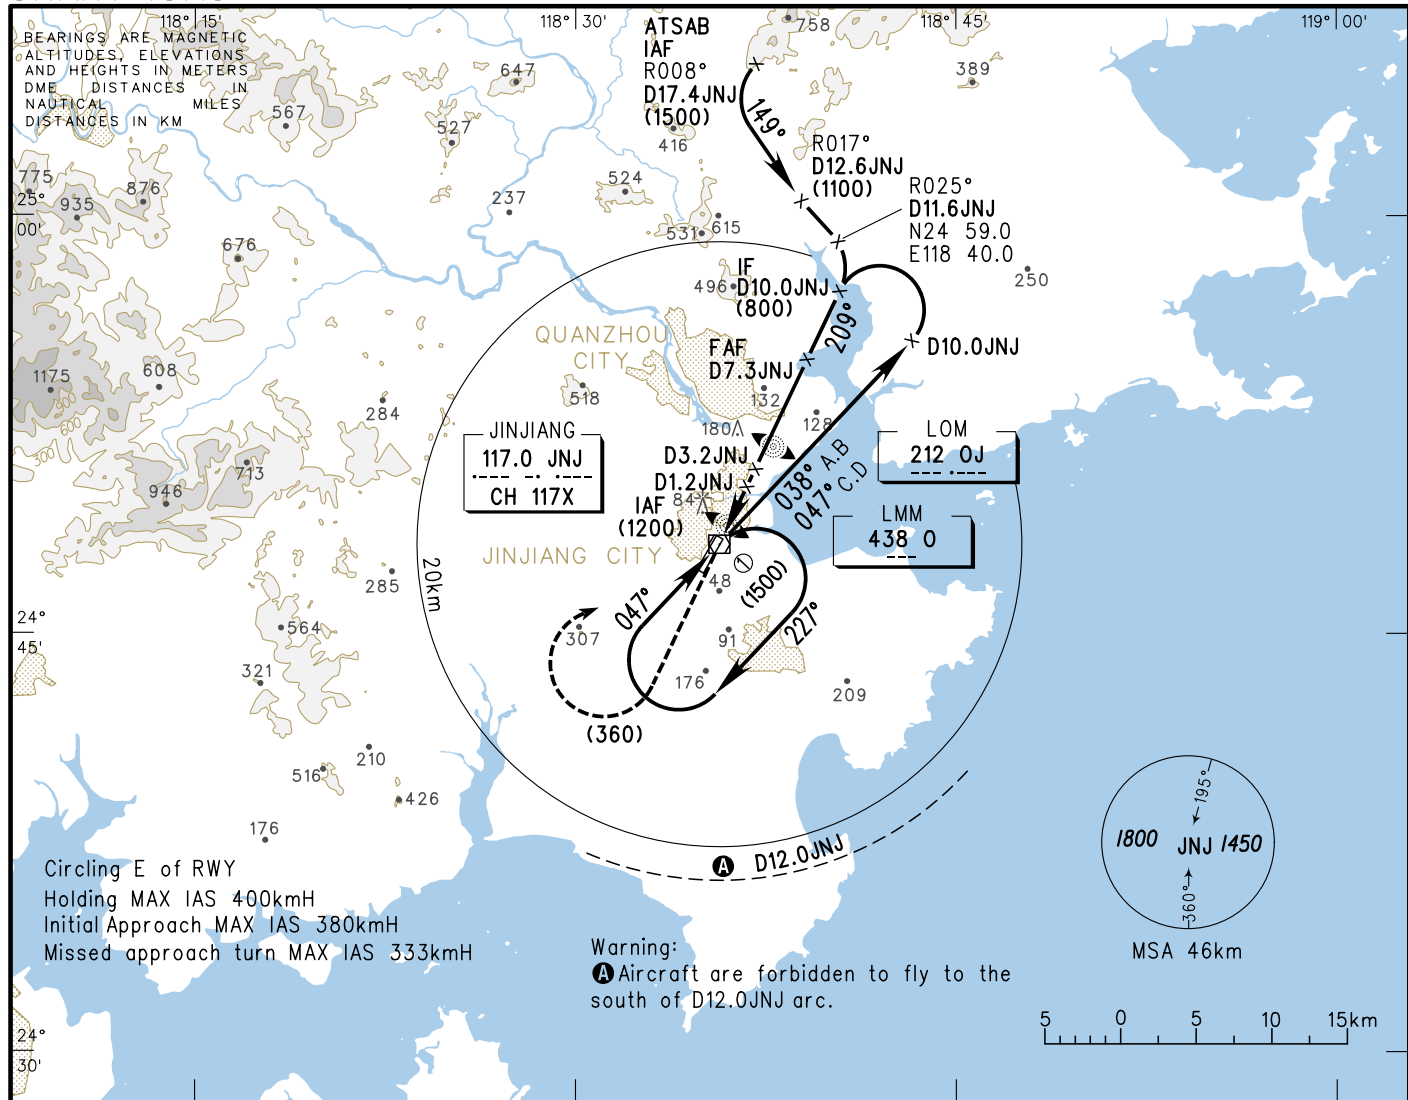 118° 15'
118° 30'
118° 45'
119° 00'
BEARINGS ARE MAGNETIC
ALTITUDES, ELEVATIONS
AND HEIGHTS IN METERS
DME DISTANCES IN
NAUTICAL MILES
DISTANCES IN KM
ATSAB
IAF
R008°
D17.4JNJ
(1500)
758
647
389
567
527
416
149°
R017°
D12.6JNJ
(1100)
R025°
D11.6JNJ
N24 59.0
E118 40.0
775
876
935
25°
00'
524
237
615
531
676
250
IF
D10.0JNJ
(800)
496
209°
QUANZHOU
CITY
FAF
D7.3JNJ
D10.0JNJ
1175
608
600
300
284
518
132
128
180
JINJIANG
117.0 JNJ
CH 117X
D3.2JNJ
D1.2JNJ
038° A.B
047° C.D
LOM
212 OJ
713
946
84
IAF
(1200)
LMM
438 O
JINJIANG CITY
20km
285
48
1
(1500)
047°
227°
24°
45'
564
307
91
321
176
209
(360)
210
516
426
176
195°
1800
JNJ
1450
360°
MSA 46km
D12.0JNJ
A
Circling E of RWY
Holding MAX IAS 400kmH
Initial Approach MAX IAS 380kmH
Missed approach turn MAX IAS 333kmH
Warning:
A Aircraft are forbidden to fly to the
south of D12.0JNJ arc.
5 0 5 10 15km
24°
30'